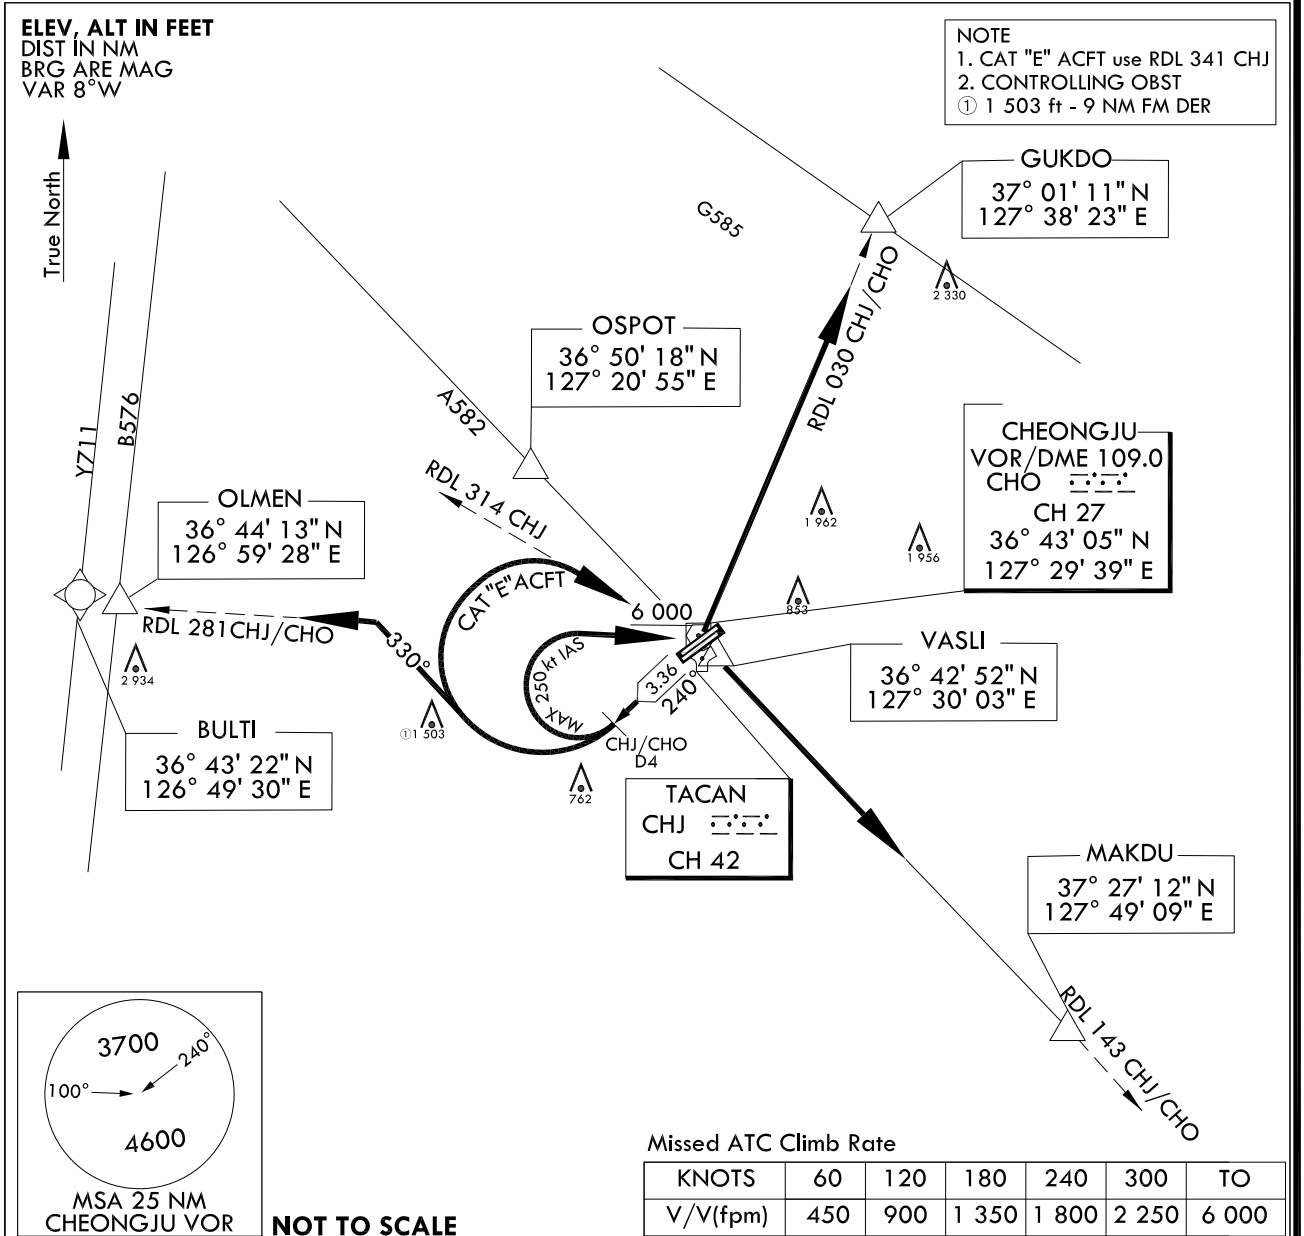 ELEV, ALT IN FEET
DIST IN NM
BRG ARE MAG
VAR 8°W
True North
NOTE
1. CAT "E" ACFT use RDL 341 CHJ
2. CONTROLLING OBST
① 1 503 ft - 9 NM FM DER
GUKDO
37° 01' 11" N
127° 38' 23" E
G585
2 330
RDL 030 CHJ/CHO
OSPOT
36° 50' 18" N
127° 20' 55" E
A582
B576
Y711
RDL 314 CHJ
CHEONGJU
VOR/DME 109.0
CHO
CH 27
36° 43' 05" N
127° 29' 39" E
1 962
1 956
853
OLMEN
36° 44' 13" N
126° 59' 28" E
RDL 281CHJ/CHO
2 934
330°
CAT "E" ACFT
6 000
MAX 250 kt IAS
3.36
240°
VASLI
36° 42' 52" N
127° 30' 03" E
①1 503
CHJ/CHO
D4
762
BULTI
36° 43' 22" N
126° 49' 30" E
TACAN
CHJ
CH 42
MAKDU
37° 27' 12" N
127° 49' 09" E
RDL 143 CHJ/CHO
3700
240°
100°
4600
MSA 25 NM
CHEONGJU VOR
NOT TO SCALE
Missed ATC Climb Rate
KNOTS 60 120 180 240 300 TO
V/V(fpm) 450 900 1 350 1 800 2 250 6 000